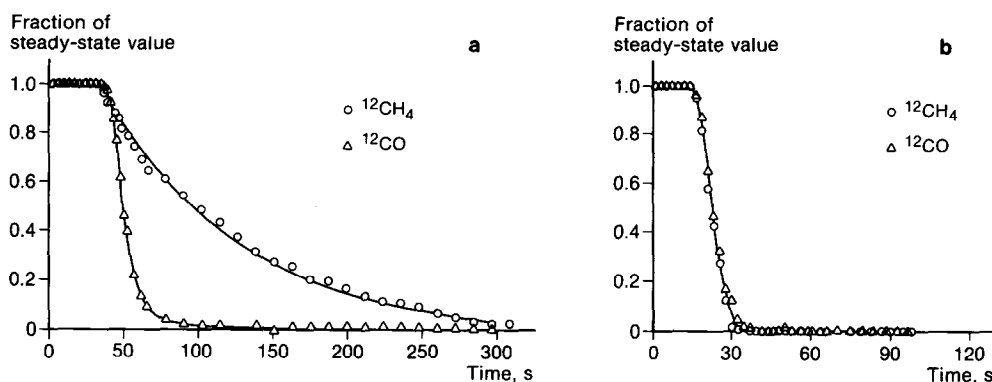 Fraction of
steady-state value
a
1.0
0.8
0.6
0.4
0.2
0
○ ¹²CH₄
△ ¹²CO
0 50 100 150 200 250 300
Time, s
Fraction of
steady-state value
b
1.0
0.8
0.6
0.4
0.2
0
○ ¹²CH₄
△ ¹²CO
0 30 60 90 120
Time, s